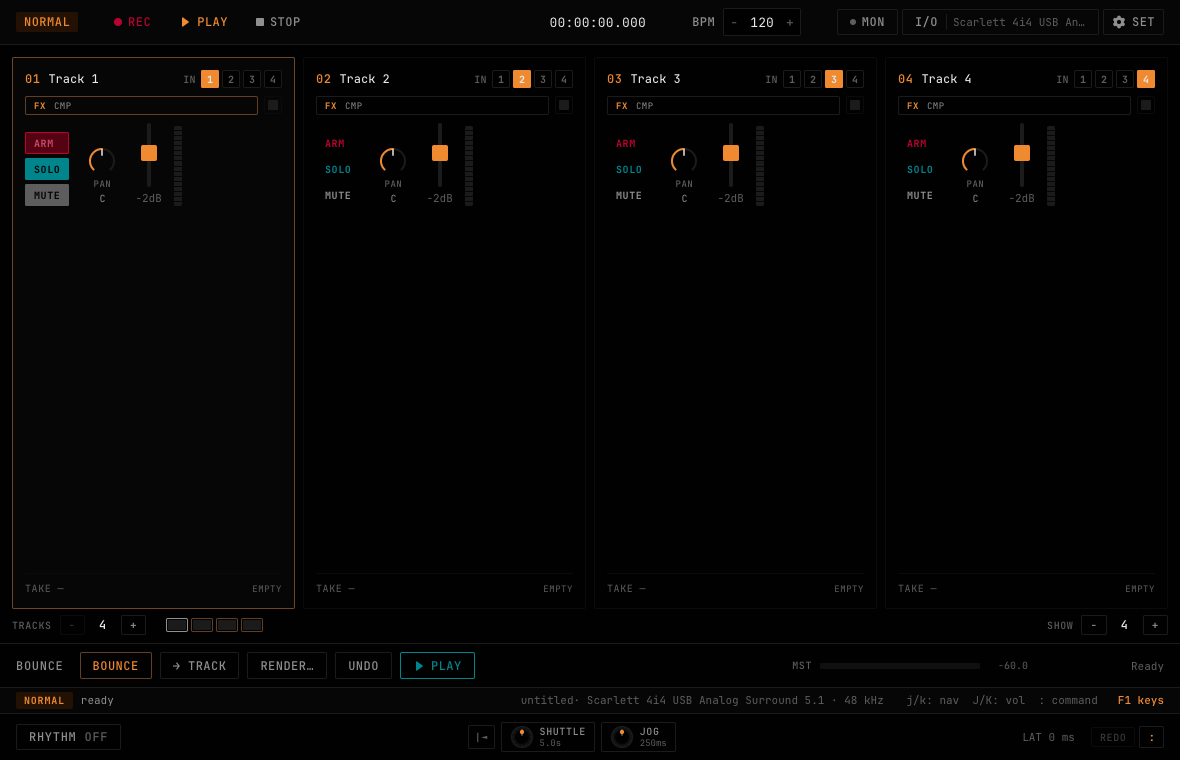 NORMAL REC PLAY STOP 00:00:00.000 BPM - 120 + MON I/O Scarlett 4i4 USB An… SET
01 Track 1 IN 1 2 3 4 02 Track 2 IN 1 2 3 4 03 Track 3 IN 1 2 3 4 04 Track 4 IN 1 2 3 4
FX CMP FX CMP FX CMP FX CMP
ARM ARM ARM ARM
SOLO SOLO SOLO SOLO
PAN PAN PAN PAN
MUTE C -2dB MUTE C -2dB MUTE C -2dB MUTE C -2dB
TAKE — EMPTY TAKE — EMPTY TAKE — EMPTY TAKE — EMPTY
TRACKS - 4 + SHOW - 4 +
BOUNCE BOUNCE → TRACK RENDER… UNDO PLAY MST -60.0 Ready
NORMAL ready untitled· Scarlett 4i4 USB Analog Surround 5.1 · 48 kHz j/k: nav J/K: vol : command F1 keys
RHYTHM OFF |⇥ SHUTTLE 5.0s JOG 250ms LAT 0 ms REDO :